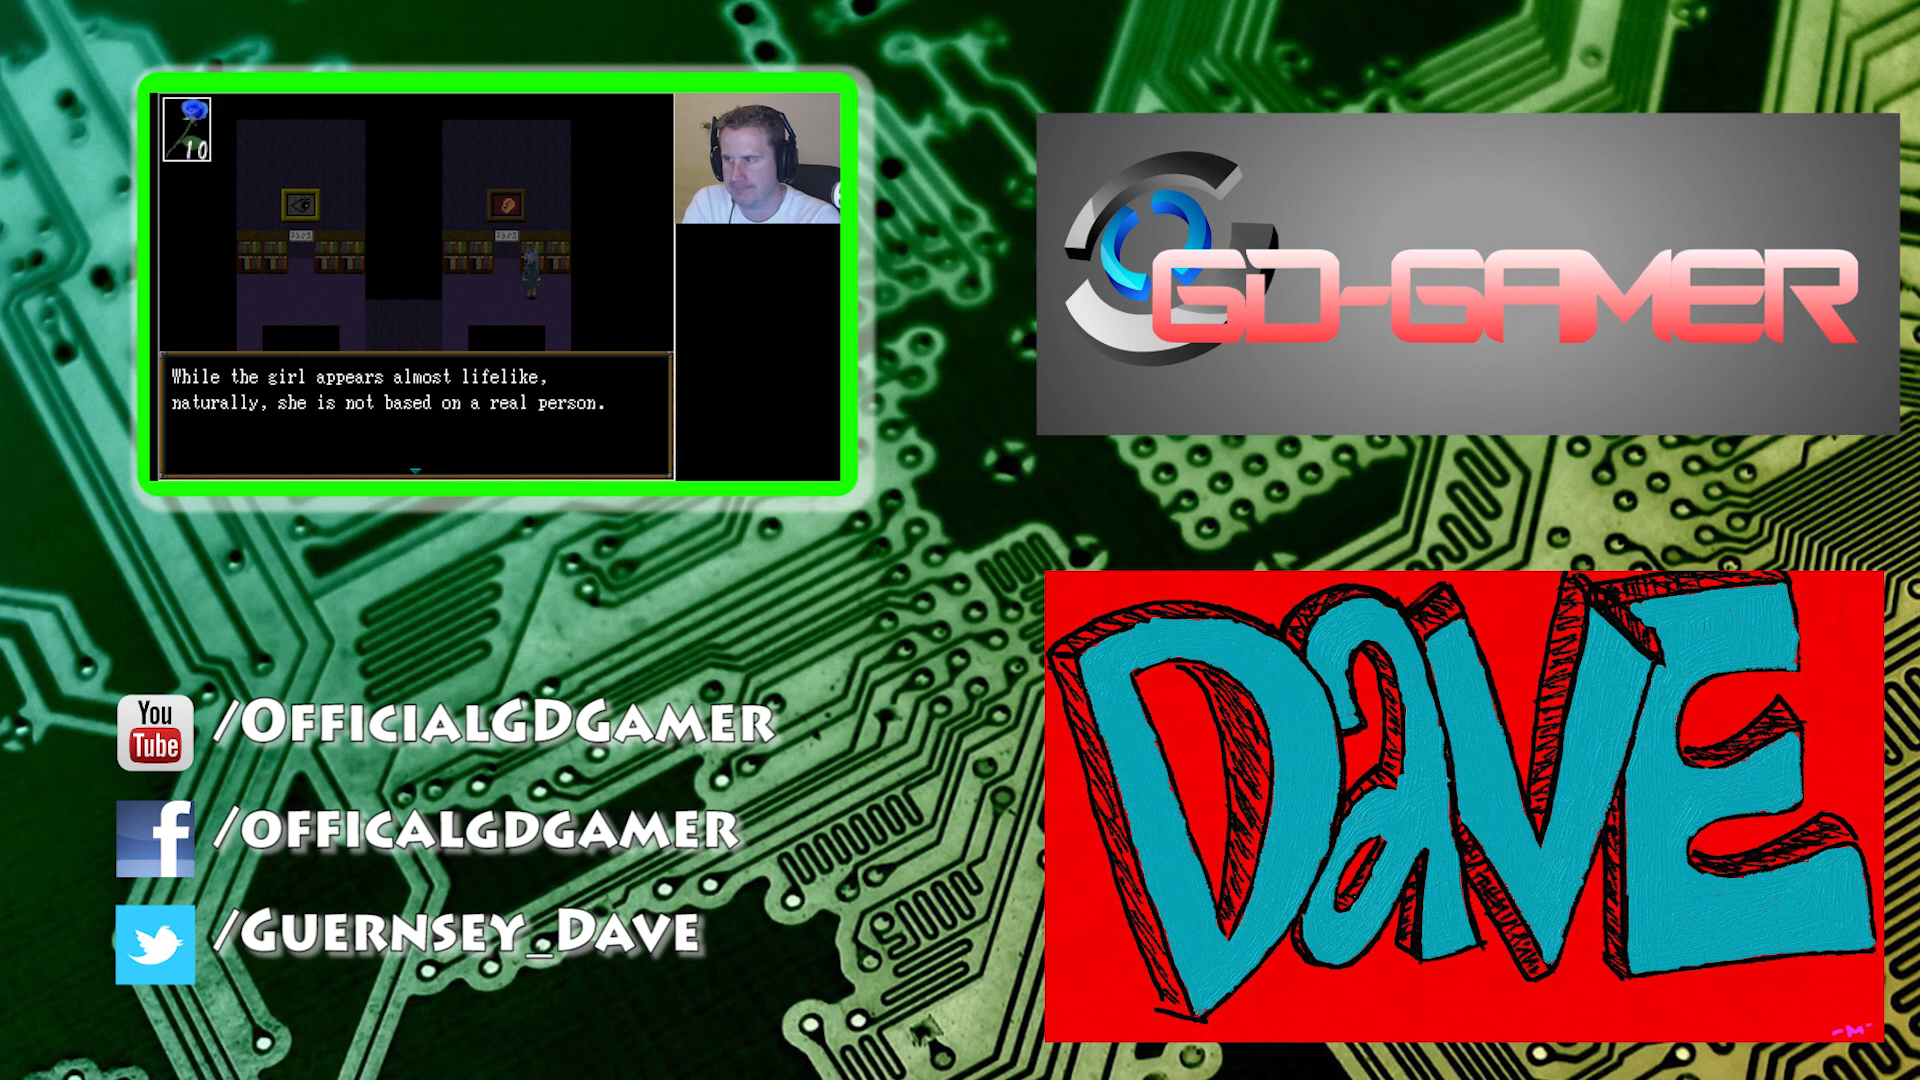 10
While the girl appears almost lifelike,
naturally, she is not based on a real person.
GD-GAMER
You
Tube
/OfficialGDGamer
f
/officalgdgamer
/Guernsey_Dave
DaVE
-M-